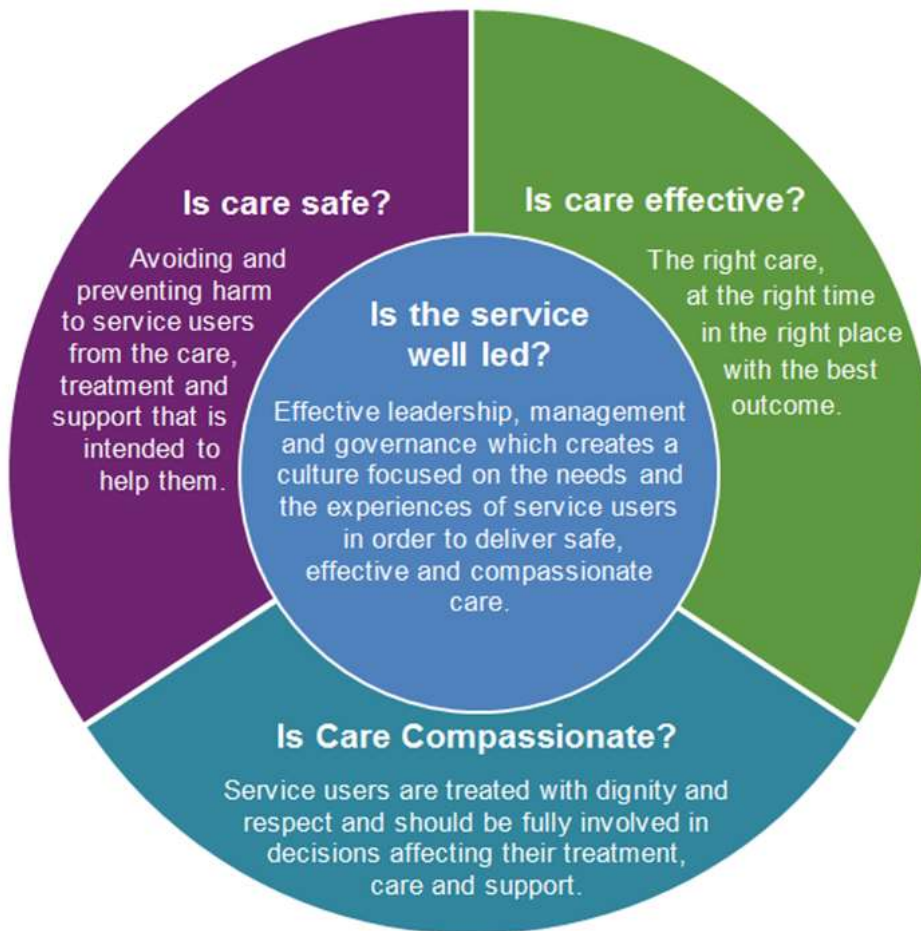 Is care safe?
Avoiding and
preventing harm
to service users
from the care,
treatment and
support that is
intended to
help them.
Is care effective?
The right care,
at the right time
in the right place
with the best
outcome.
Is the service
well led?
Effective leadership, management
and governance which creates a
culture focused on the needs and
the experiences of service users
in order to deliver safe,
effective and compassionate
care.
Is Care Compassionate?
Service users are treated with dignity and
respect and should be fully involved in
decisions affecting their treatment,
care and support.